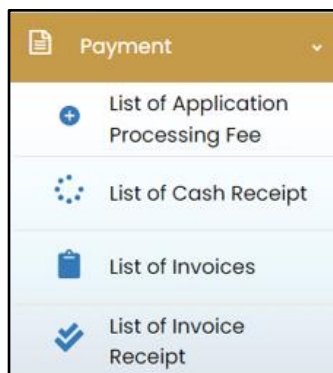 Payment
List of Application
Processing Fee
List of Cash Receipt
List of Invoices
List of Invoice
Receipt